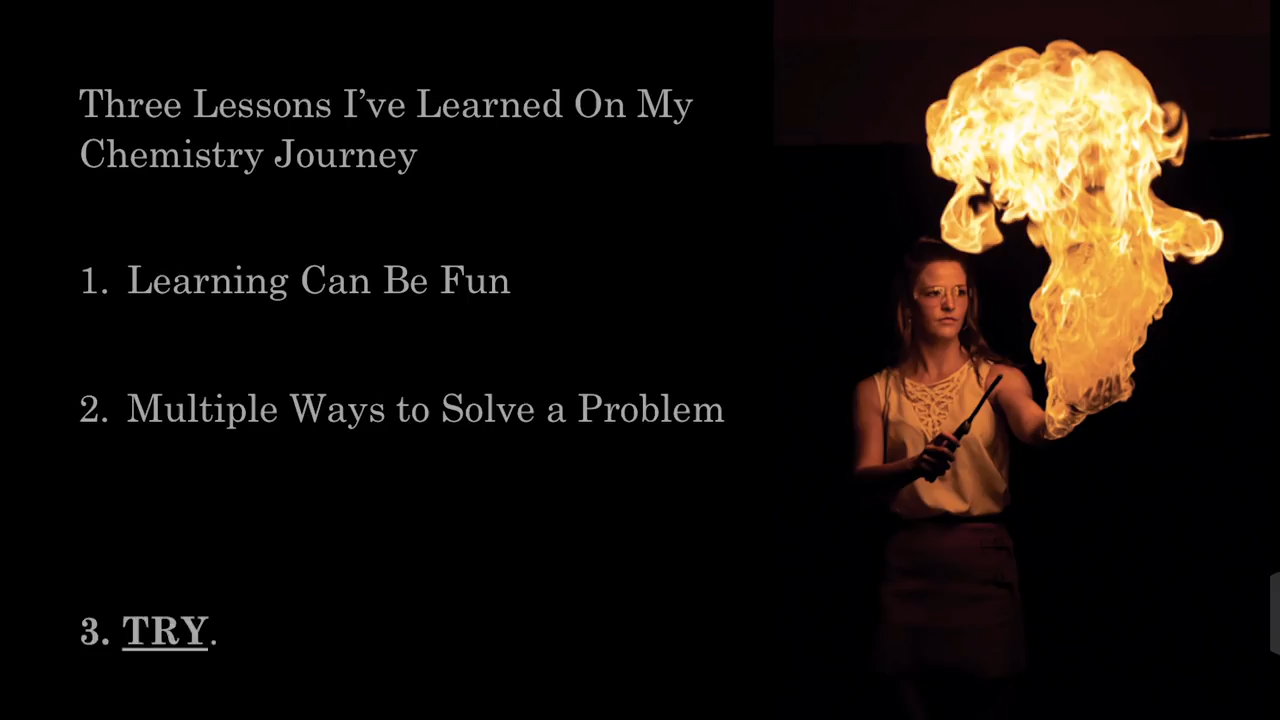 Three Lessons I’ve Learned On My
Chemistry Journey
1. Learning Can Be Fun
2. Multiple Ways to Solve a Problem
3. TRY.